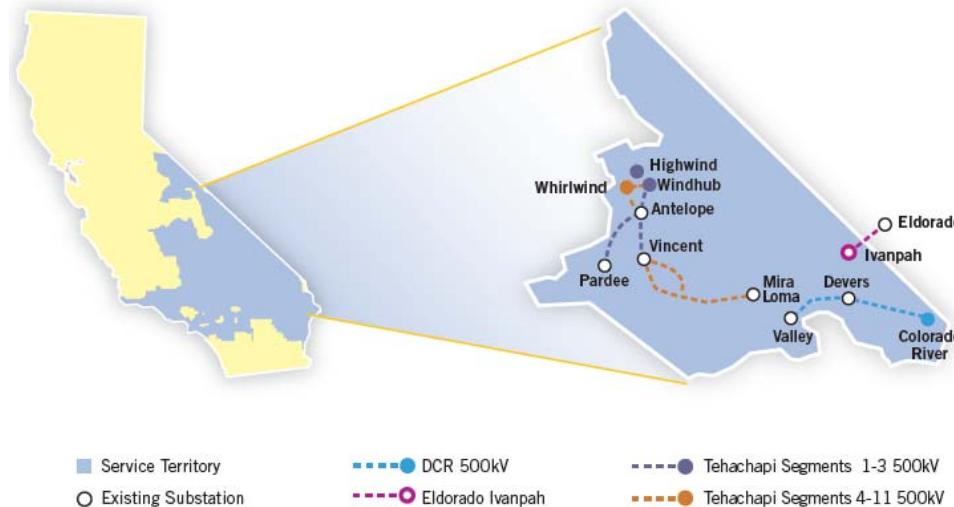 Highwind
Whirlwind
Windhub
Antelope
Vincent
Pardee
Mira
Loma
Devers
Valley
Eldorado
Ivanpah
Colorado
River
Service Territory
DCR 500kV
Tehachapi Segments 1-3 500kV
Existing Substation
Eldorado Ivanpah
Tehachapi Segments 4-11 500kV